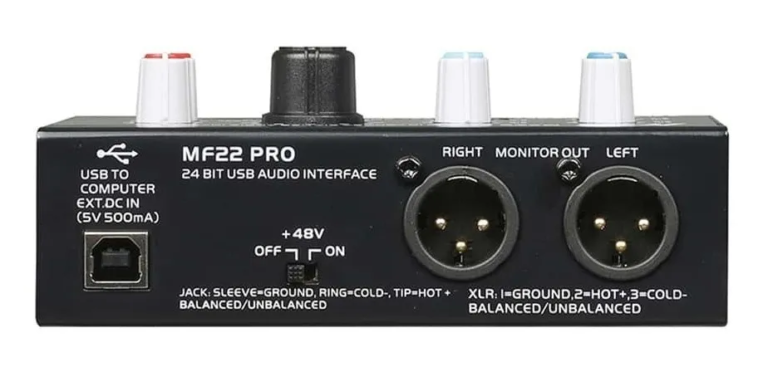 MF22 PRO
24 BIT USB AUDIO INTERFACE
RIGHT MONITOR OUT LEFT
USB TO
COMPUTER
EXT.DC IN
(5V 500mA)
+48V
OFF ON
JACK: SLEEVE=GROUND, RING=COLD-, TIP=HOT+
BALANCED/UNBALANCED
XLR: 1=GROUND,2=HOT+,3=COLD-
BALANCED/UNBALANCED